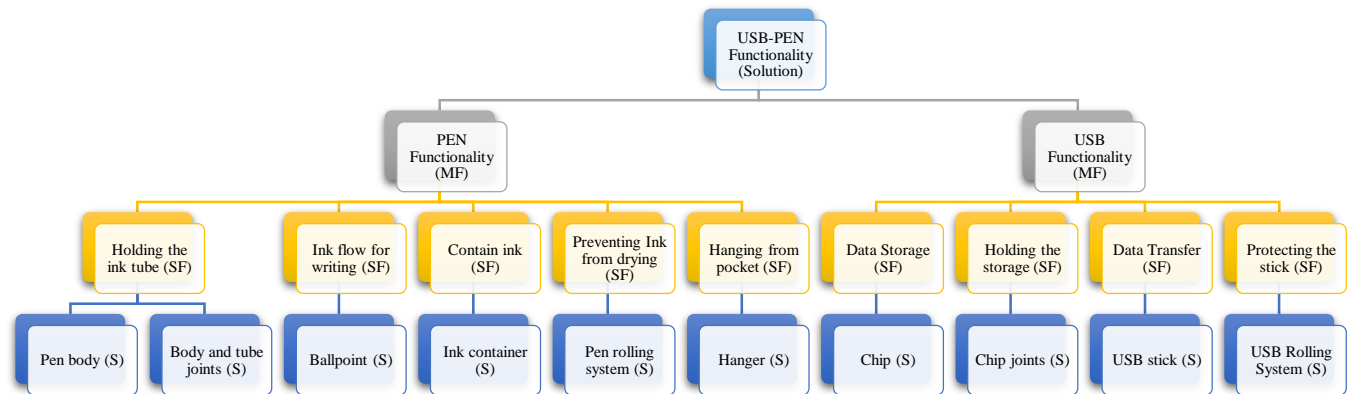 USB-PEN
Functionality
(Solution)
PEN
Functionality
(MF)
USB
Functionality
(MF)
Holding the
ink tube (SF)
Ink flow for
writing (SF)
Contain ink
(SF)
Preventing Ink
from drying
(SF)
Hanging from
pocket (SF)
Data Storage
(SF)
Holding the
storage (SF)
Data Transfer
(SF)
Protecting the
stick (SF)
Pen body (S)
Body and tube
joints (S)
Ballpoint (S)
Ink container
(S)
Pen rolling
system (S)
Hanger (S)
Chip (S)
Chip joints (S)
USB stick (S)
USB Rolling
System (S)